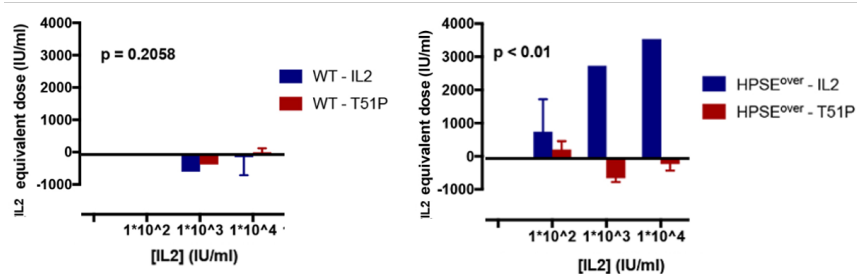 4000
3000
2000
1000
0
-1000
IL2 equivalent dose (IU/ml)
p = 0.2058
WT - IL2
WT - T51P
1*10^2 1*10^3 1*10^4
[IL2] (IU/ml)
4000
3000
2000
1000
0
-1000
IL2 equivalent dose (IU/ml)
p < 0.01
HPSEover - IL2
HPSEover - T51P
1*10^2 1*10^3 1*10^4
[IL2] (IU/ml)